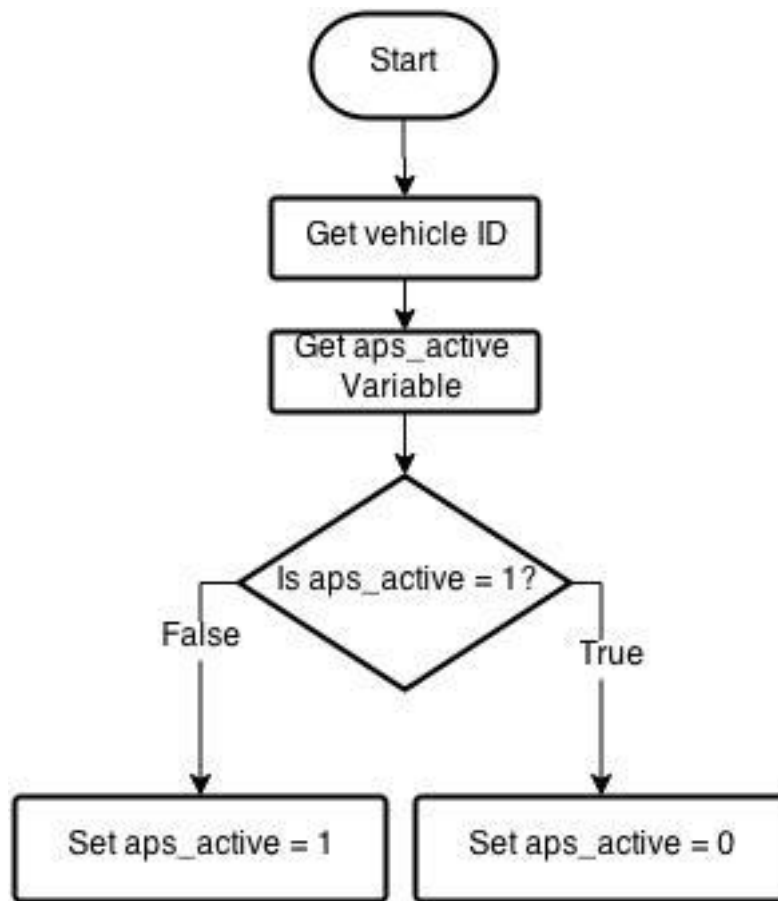 Start
Get vehicle ID
Get aps_active
Variable
Is aps_active = 1?
False
True
Set aps_active = 1
Set aps_active = 0